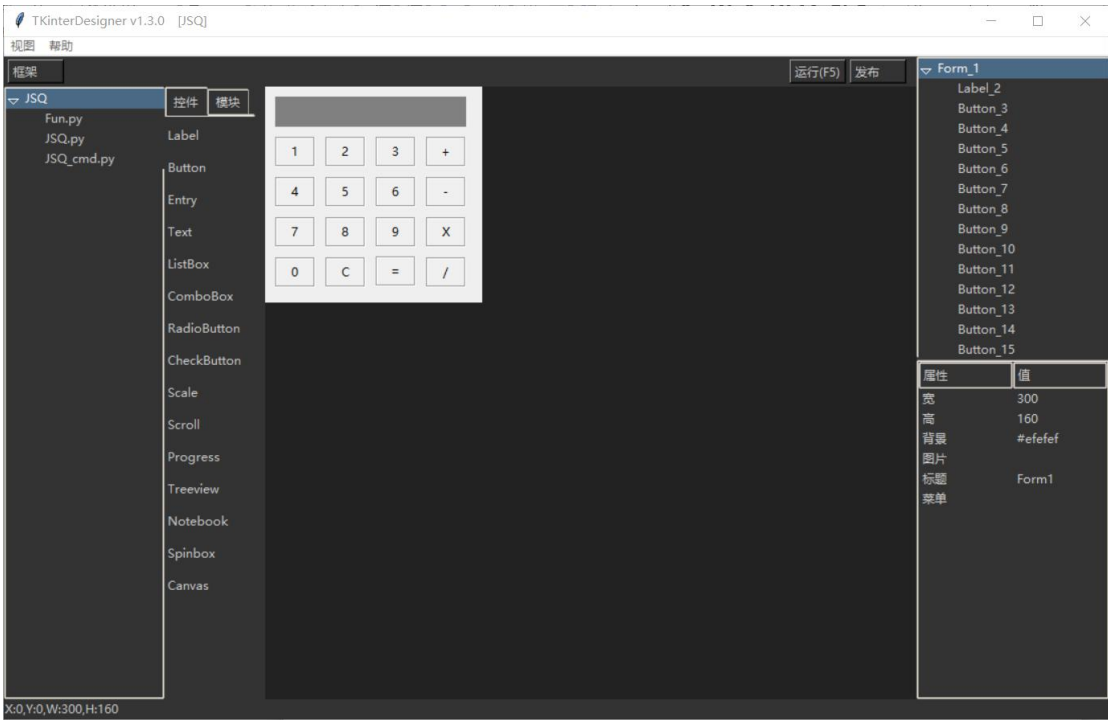 TKinterDesigner v1.3.0 [JSQ]
视图 帮助
框架
运行(F5) 发布
JSQ
Fun.py
JSQ.py
JSQ_cmd.py
控件 模块
Label
Button
Entry
Text
ListBox
ComboBox
RadioButton
CheckButton
Scale
Scroll
Progress
Treeview
Notebook
Spinbox
Canvas
1 2 3 +
4 5 6 -
7 8 9 X
0 C = /
Form_1
Label_2
Button_3
Button_4
Button_5
Button_6
Button_7
Button_8
Button_9
Button_10
Button_11
Button_12
Button_13
Button_14
Button_15
属性 值
宽 300
高 160
背景 #efefef
图片
标题 Form1
菜单
X:0,Y:0,W:300,H:160